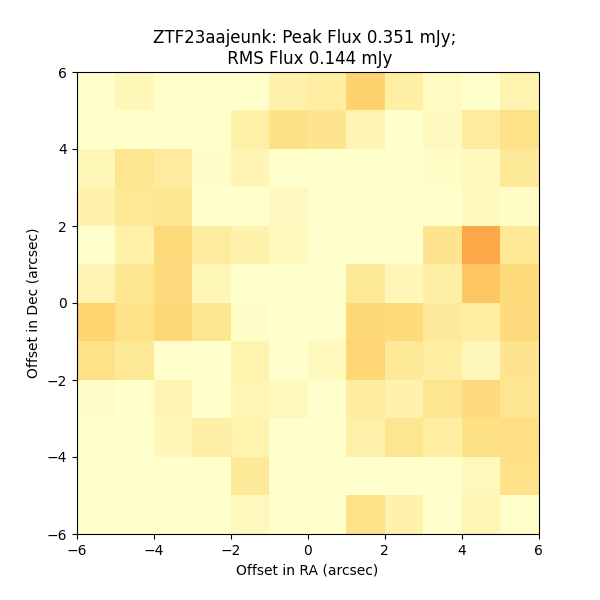 ZTF23aajeunk: Peak Flux 0.351 mJy;
RMS Flux 0.144 mJy
6
4
2
0
−2
−4
−6
Offset in Dec (arcsec)
−6 −4 −2 0 2 4 6
Offset in RA (arcsec)